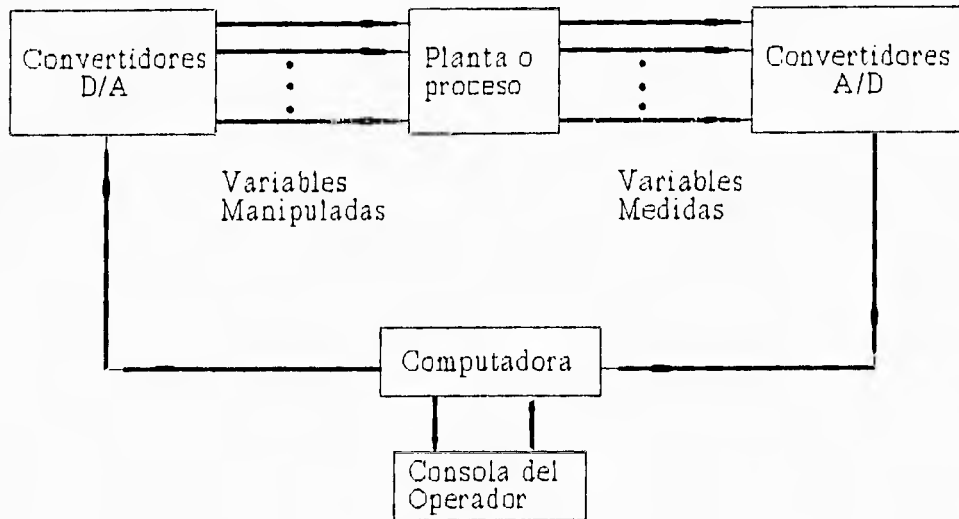 Convertidores
D/A
Planta o
proceso
Convertidores
A/D
Variables
Manipuladas
Variables
Medidas
Computadora
Consola del
Operador